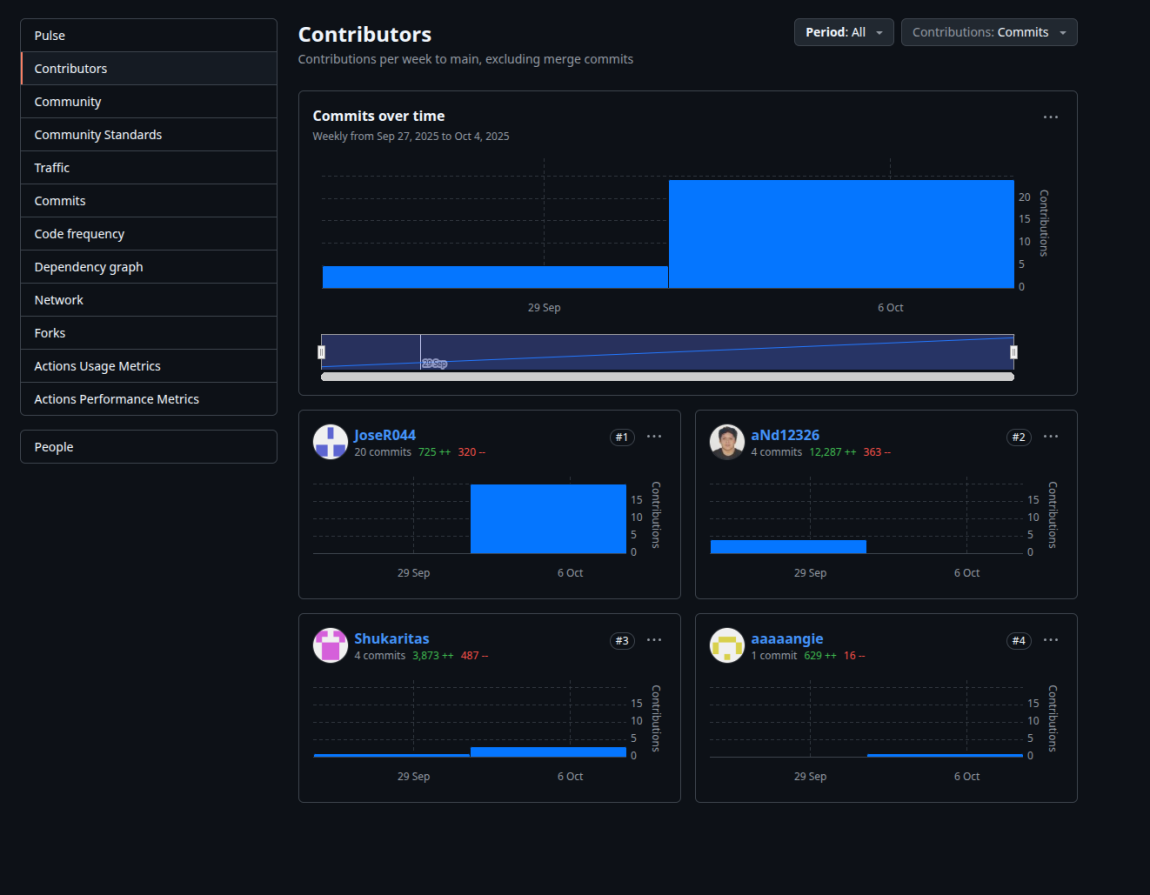 Pulse
Contributors
Community
Community Standards
Traffic
Commits
Code frequency
Dependency graph
Network
Forks
Actions Usage Metrics
Actions Performance Metrics
People
Contributors
Period: All
Contributions: Commits
Contributions per week to main, excluding merge commits
Commits over time
Weekly from Sep 27, 2025 to Oct 4, 2025
20
15
10
5
0
Contributions
29 Sep
6 Oct
29 Sep
JoseR044
#1
20 commits 725 ++ 320 --
15
10
5
0
Contributions
29 Sep
6 Oct
aNd12326
#2
4 commits 12,287 ++ 363 --
15
10
5
0
Contributions
29 Sep
6 Oct
Shukaritas
#3
4 commits 3,873 ++ 487 --
15
10
5
0
Contributions
29 Sep
6 Oct
aaaaangie
#4
1 commit 629 ++ 16 --
15
10
5
0
Contributions
29 Sep
6 Oct